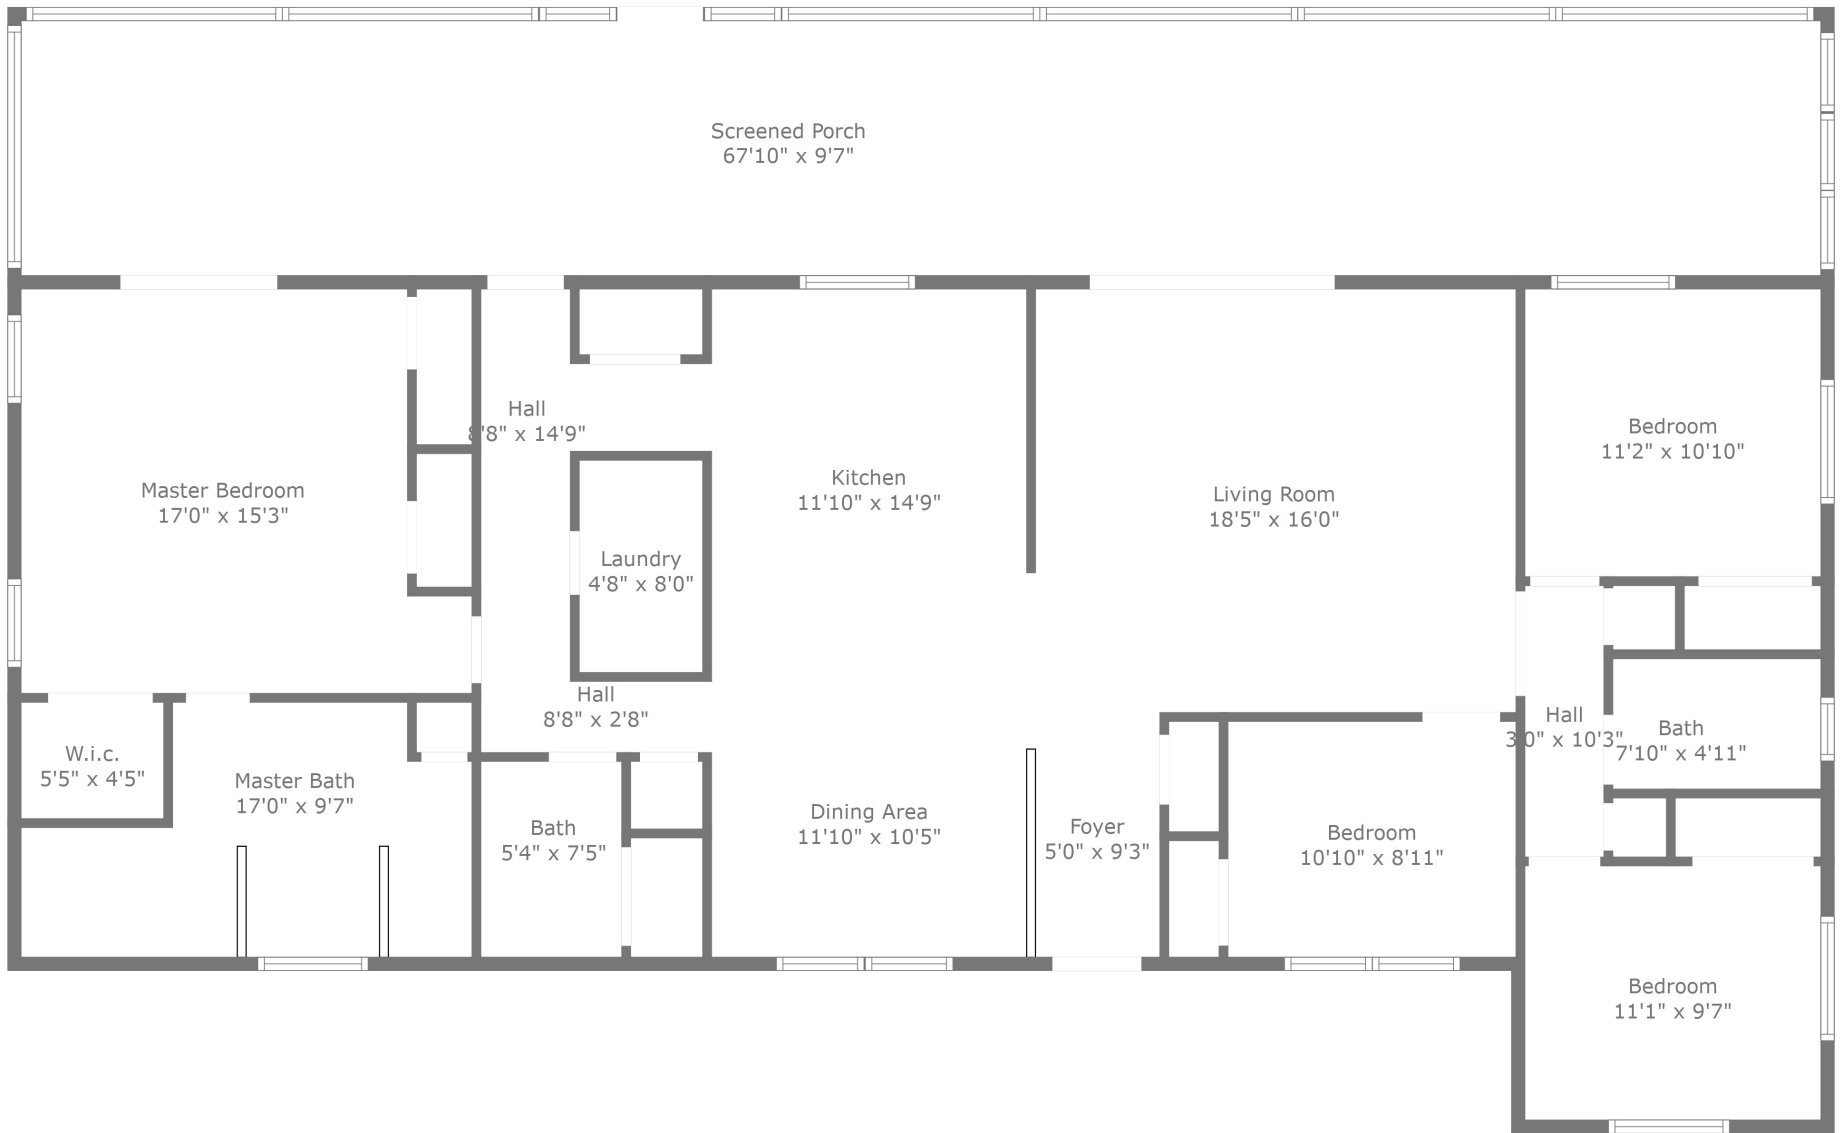 Screened Porch
67'10" x 9'7"
Hall
8'8" x 14'9"
Master Bedroom
17'0" x 15'3"
Kitchen
11'10" x 14'9"
Living Room
18'5" x 16'0"
Bedroom
11'2" x 10'10"
Laundry
4'8" x 8'0"
Hall
8'8" x 2'8"
W.i.c.
5'5" x 4'5"
Master Bath
17'0" x 9'7"
Bath
5'4" x 7'5"
Dining Area
11'10" x 10'5"
Foyer
5'0" x 9'3"
Bedroom
10'10" x 8'11"
Hall
3'0" x 10'3"
Bath
7'10" x 4'11"
Bedroom
11'1" x 9'7"